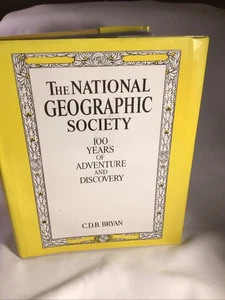 THE NATIONAL
GEOGRAPHIC
SOCIETY
100
YEARS
OF
ADVENTURE
AND
DISCOVERY
C.D.B. BRYAN